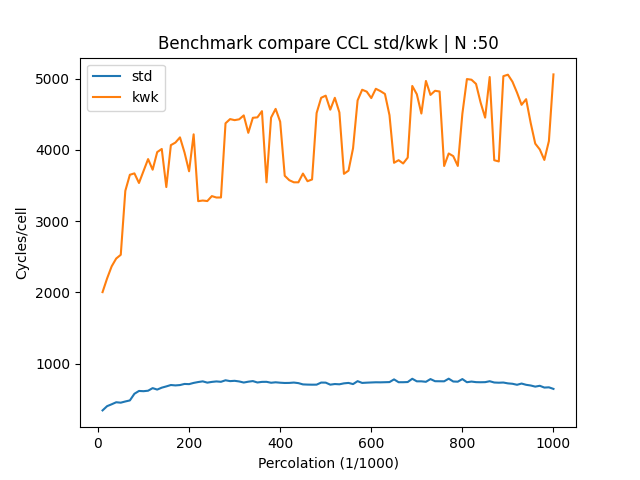 Benchmark compare CCL std/kwk | N :50
std
kwk
5000
4000
3000
2000
1000
Cycles/cell
0 200 400 600 800 1000
Percolation (1/1000)